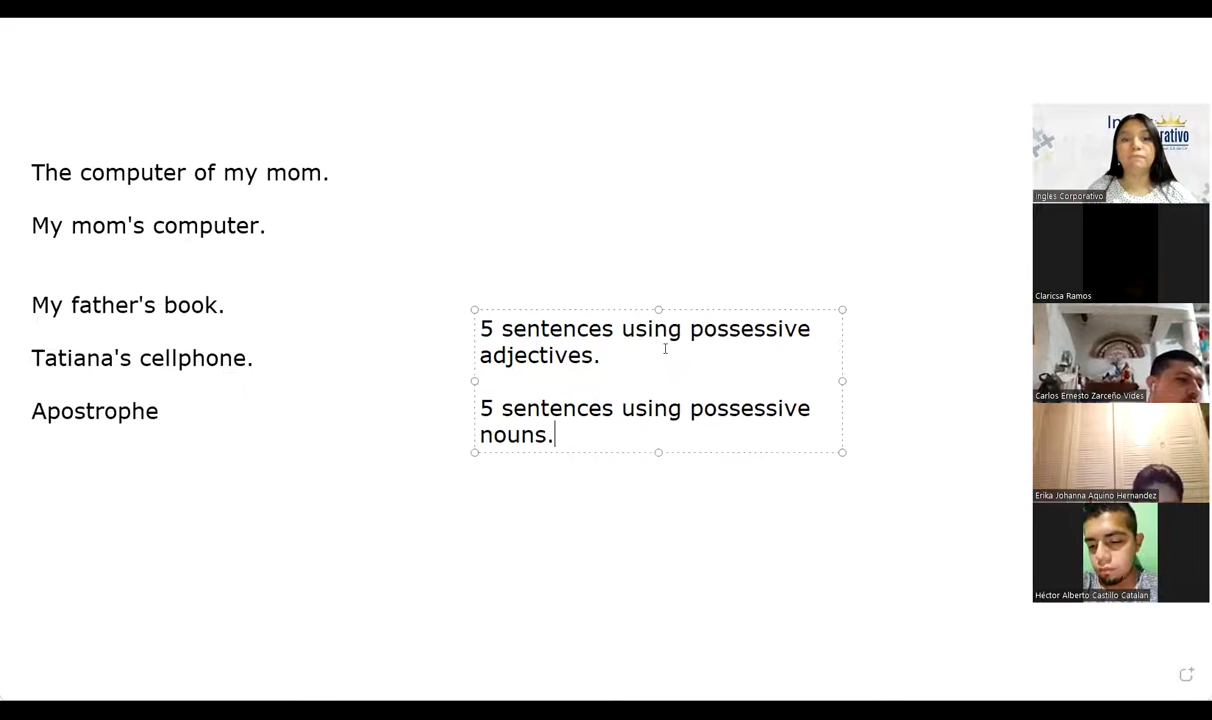 The computer of my mom.
My mom's computer.
My father's book.
Tatiana's cellphone.
Apostrophe
5 sentences using possessive
adjectives.
5 sentences using possessive
nouns.
Ingles Corporativo
Claricsa Ramos
Carlos Ernesto Zarceño Vides
Erika Johanna Aquino Hernandez
Héctor Alberto Castillo Catalan